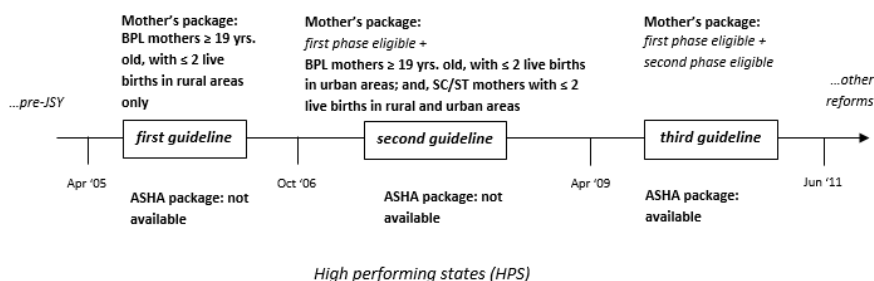 Mother's package:
BPL mothers ≥ 19 yrs.
old, with ≤ 2 live
births in rural areas
only
Mother's package:
first phase eligible +
BPL mothers ≥ 19 yrs. old, with ≤ 2 live births
in urban areas; and, SC/ST mothers with ≤ 2
live births in rural and urban areas
Mother's package:
first phase eligible +
second phase eligible
...pre-JSY
...other
reforms
first guideline
second guideline
third guideline
Apr '05
Oct '06
Apr '09
Jun '11
ASHA package: not
available
ASHA package: not
available
ASHA package:
available
High performing states (HPS)